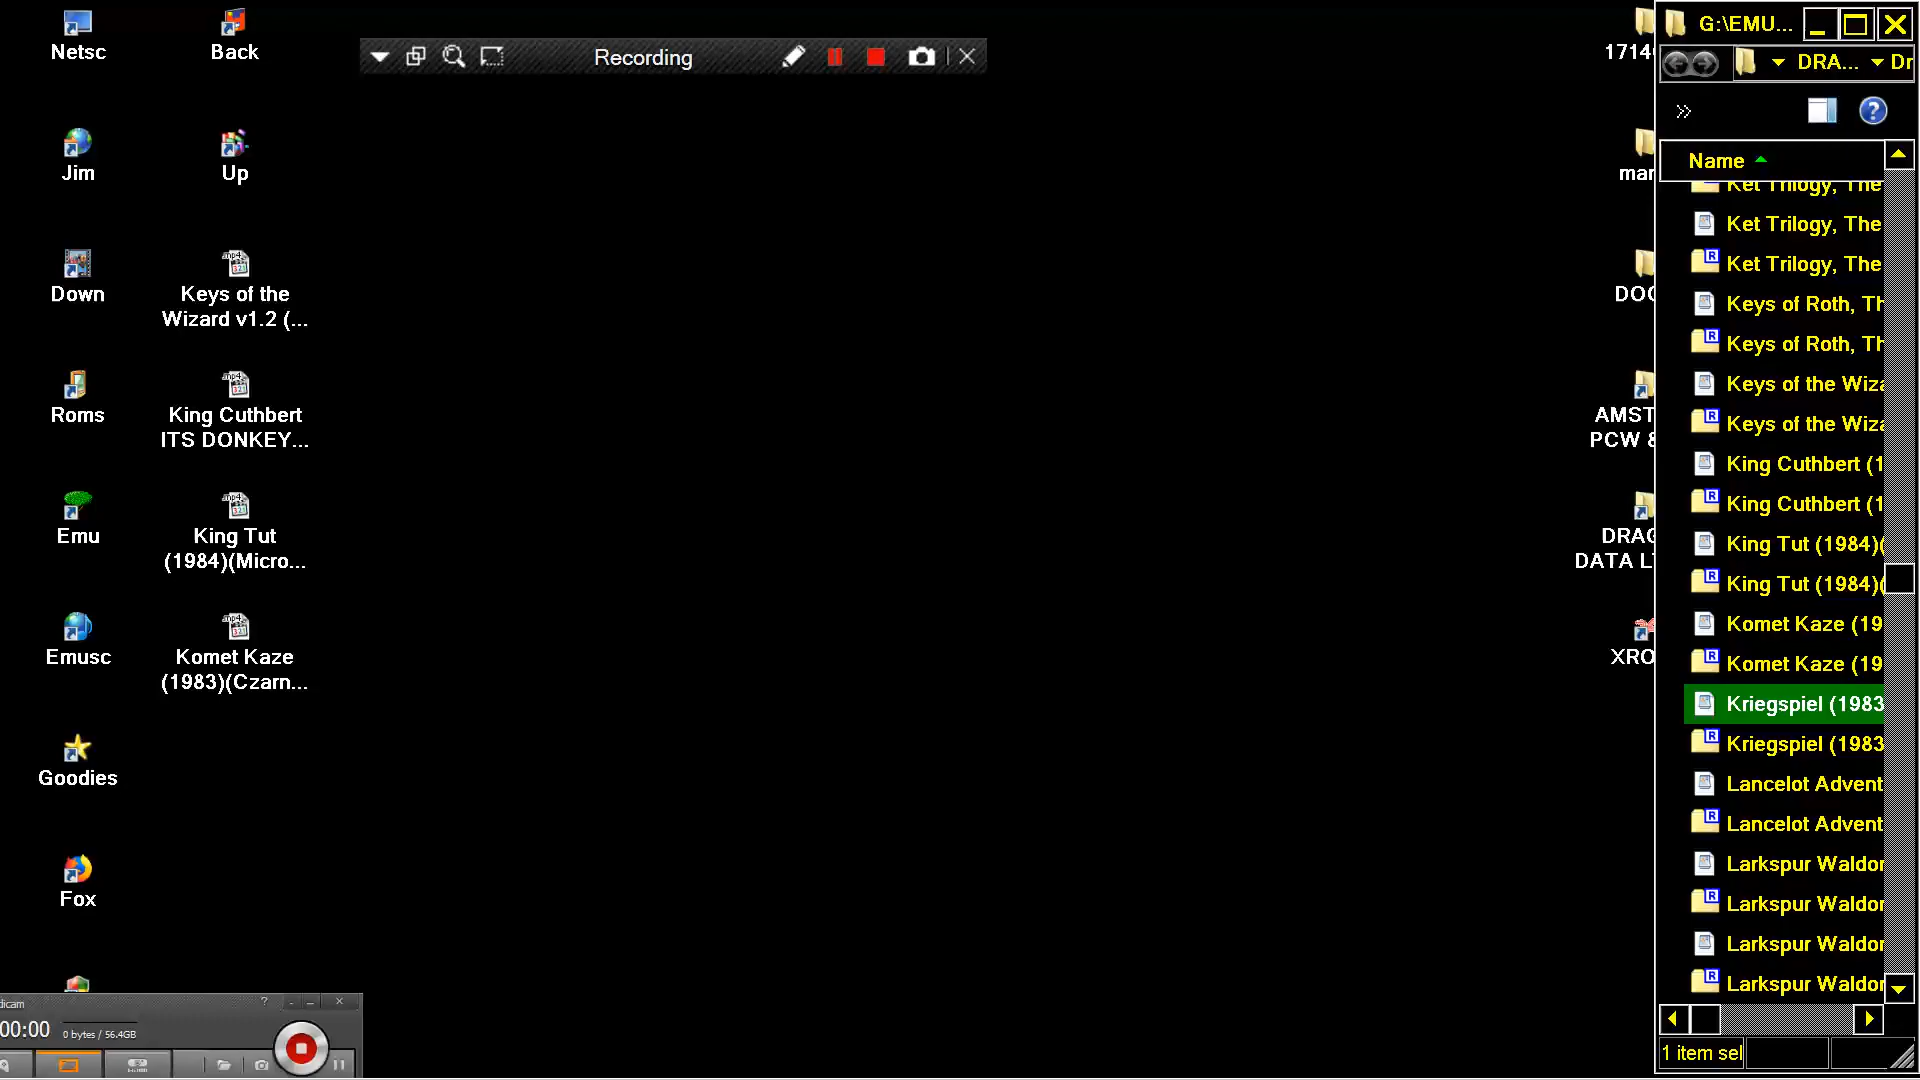 Netsc
Back
Jim
Up
Down
Keys of the
Wizard v1.2 (...
Roms
King Cuthbert
ITS DONKEY...
Emu
King Tut
(1984)(Micro...
Emusc
Komet Kaze
(1983)(Czarn...
Goodies
Fox
Recording
1714
mar
DOC
AMST
PCW 8
DRAG
DATA L
XRO
G:\EMU...
DRA...
Dr
Name
Ket Trilogy, The
Ket Trilogy, The
Ket Trilogy, The
Keys of Roth, Th
Keys of Roth, Th
Keys of the Wiza
Keys of the Wiza
King Cuthbert (1
King Cuthbert (1
King Tut (1984)(
King Tut (1984)(
Komet Kaze (19
Komet Kaze (19
Kriegspiel (1983
Kriegspiel (1983
Lancelot Advent
Lancelot Advent
Larkspur Waldor
Larkspur Waldor
Larkspur Waldor
Larkspur Waldor
1 item sel
dicam
00:00
0 bytes / 56.4GB